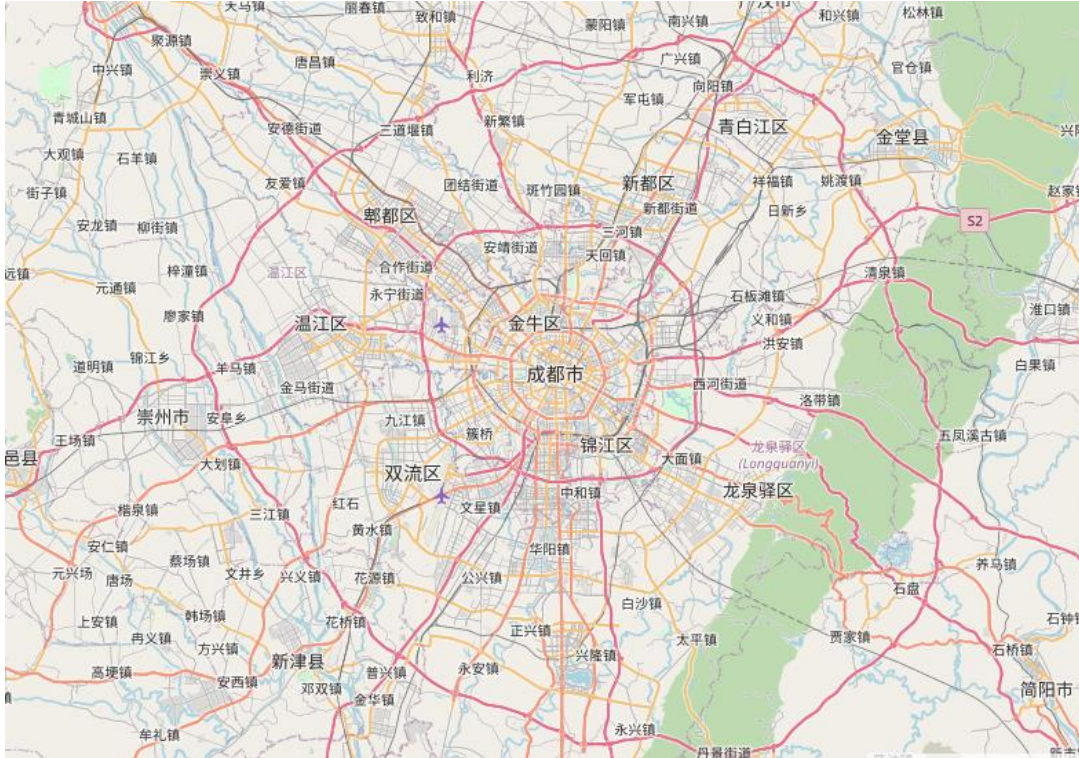 天马镇
丽春镇
致和镇
蒙阳镇
南兴镇
和兴镇
松林镇
聚源镇
中兴镇
崇义镇
唐昌镇
利济
广兴镇
官仓镇
向阳镇
青城山镇
安德街道
三道堰镇
新繁镇
军屯镇
青白江区
金堂县
大观镇
石羊镇
街子镇
友爱镇
团结街道
斑竹园镇
新都区
祥福镇
姚渡镇
赵家
郫都区
新都街道
日新乡
安龙镇
柳街镇
三河镇
S2
安靖街道
天回镇
远镇
梓潼镇
温江区
合作街道
清泉镇
元通镇
永宁街道
石板滩镇
淮口镇
廖家镇
温江区
金牛区
义和镇
洪安镇
道明镇
锦江乡
羊马镇
成都市
白果镇
金马街道
西河街道
洛带镇
崇州市
安阜乡
九江镇
簇桥
锦江区
龙泉驿区
(Longquanyi)
五凤溪古镇
王场镇
邑县
大划镇
双流区
大面镇
龙泉驿区
中和镇
楷泉镇
三江镇
红石
文星镇
黄水镇
安仁镇
蔡场镇
华阳镇
元兴场
唐场
文井乡
兴义镇
花源镇
公兴镇
养马镇
石盘
上安镇
冉义镇
韩场镇
花桥镇
白沙镇
石钟
方兴镇
正兴镇
太平镇
贾家镇
石桥镇
高埂镇
安西镇
新津县
邓双镇
普兴镇
永安镇
兴隆镇
简阳市
金华镇
牟礼镇
永兴镇
丹景街道